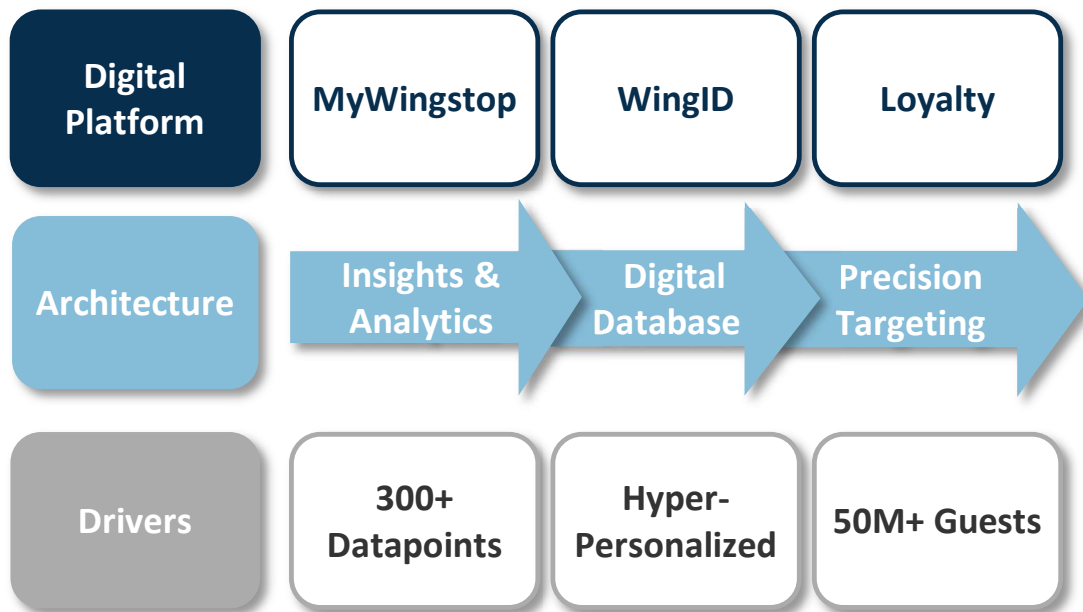 Digital
Platform
MyWingstop
WingID
Loyalty
Architecture
Insights &
Analytics
Digital
Database
Precision
Targeting
Drivers
300+
Datapoints
Hyper-
Personalized
50M+ Guests